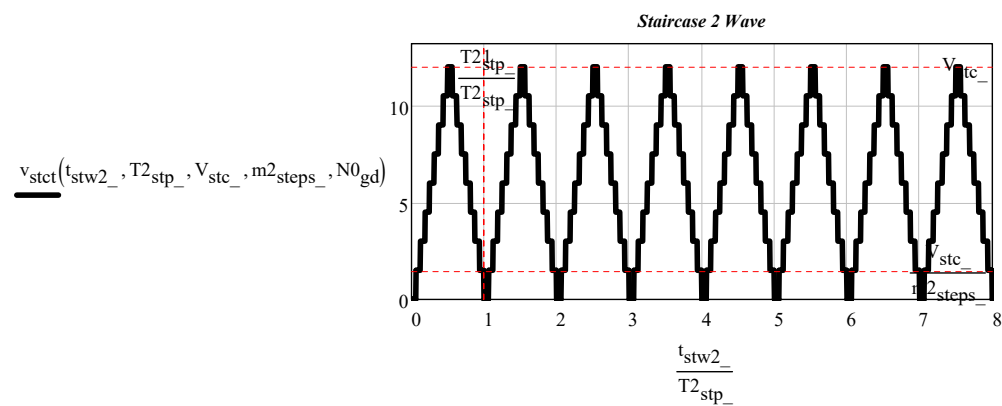 Staircase 2 Wave
v_stct(t_stw2_ , T2_stp_ , V_stc_ , m2_steps_ , N0_gd)
T21_stp_
T2_stp_
V_stc_
10
5
V_stc_
m2_steps_
0
0 1 2 3 4 5 6 7 8
t_stw2_
T2_stp_